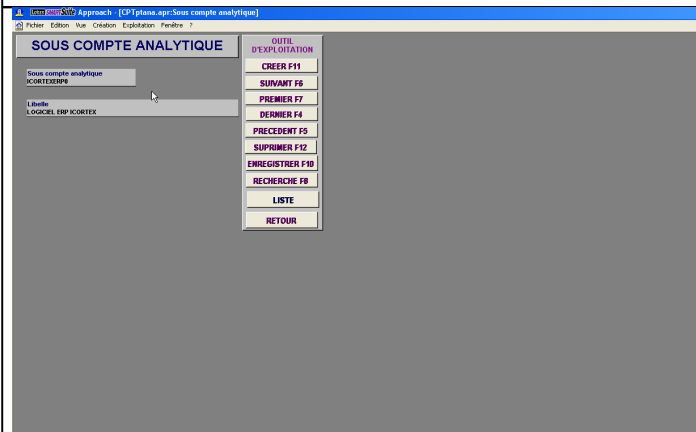 Lotus SMARTSuite Approach - [CPTptana.apr:Sous compte analytique]
Fichier Edition Vue Création Exploitation Fenêtre ?
SOUS COMPTE ANALYTIQUE
Sous compte analytique
ICORTEXERP0
Libelle
LOGICIEL ERP ICORTEX
OUTIL
D'EXPLOITATION
CREER F11
SUIVANT F6
PREMIER F7
DERNIER F4
PRECEDENT F5
SUPRIMER F12
ENREGISTRER F10
RECHERCHE F8
LISTE
RETOUR